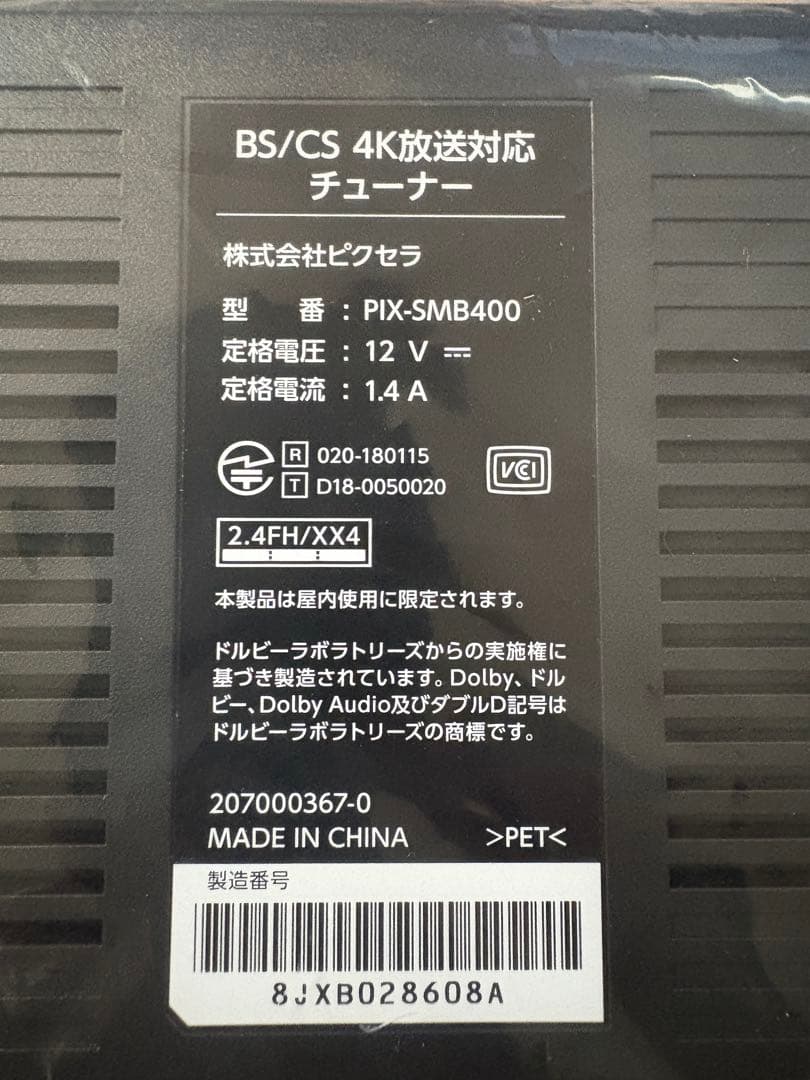 BS/CS 4K放送対応
チューナー
株式会社ピクセラ
型　　番 : PIX-SMB400
定格電圧 : 12 V ⎓
定格電流 : 1.4 A
R 020-180115
T D18-0050020
VCI
2.4FH/XX4
本製品は屋内使用に限定されます。
ドルビーラボラトリーズからの実施権に
基づき製造されています。Dolby、ドル
ビー、Dolby Audio及びダブルD記号は
ドルビーラボラトリーズの商標です。
207000367-0
MADE IN CHINA >PET<
製造番号
8JXB028608A